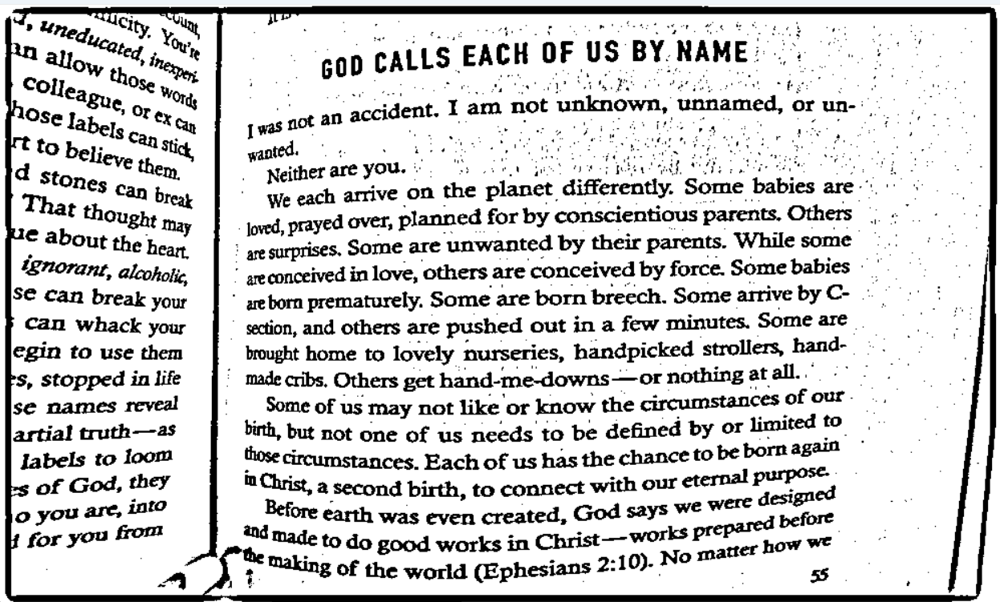 count,
licity. You're
d, uneducated, inexperi-
an allow those words
colleague, or ex can
hose labels can stick,
rt to believe them.
d stones can break
That thought may
ue about the heart.
ignorant, alcoholic,
se can break your
can whack your
egin to use them
es, stopped in life
se names reveal
artial truth—as
labels to loom
es of God, they
o you are, into
d for you from
GOD CALLS EACH OF US BY NAME
I was not an accident. I am not unknown, unnamed, or un-
wanted.
Neither are you.
We each arrive on the planet differently. Some babies are
loved, prayed over, planned for by conscientious parents. Others
are surprises. Some are unwanted by their parents. While some
are conceived in love, others are conceived by force. Some babies
are born prematurely. Some are born breech. Some arrive by C-
section, and others are pushed out in a few minutes. Some are
brought home to lovely nurseries, handpicked strollers, hand-
made cribs. Others get hand-me-downs—or nothing at all.
Some of us may not like or know the circumstances of our
birth, but not one of us needs to be defined by or limited to
those circumstances. Each of us has the chance to be born again
in Christ, a second birth, to connect with our eternal purpose.
Before earth was even created, God says we were designed
and made to do good works in Christ—works prepared before
the making of the world (Ephesians 2:10). No matter how we
55